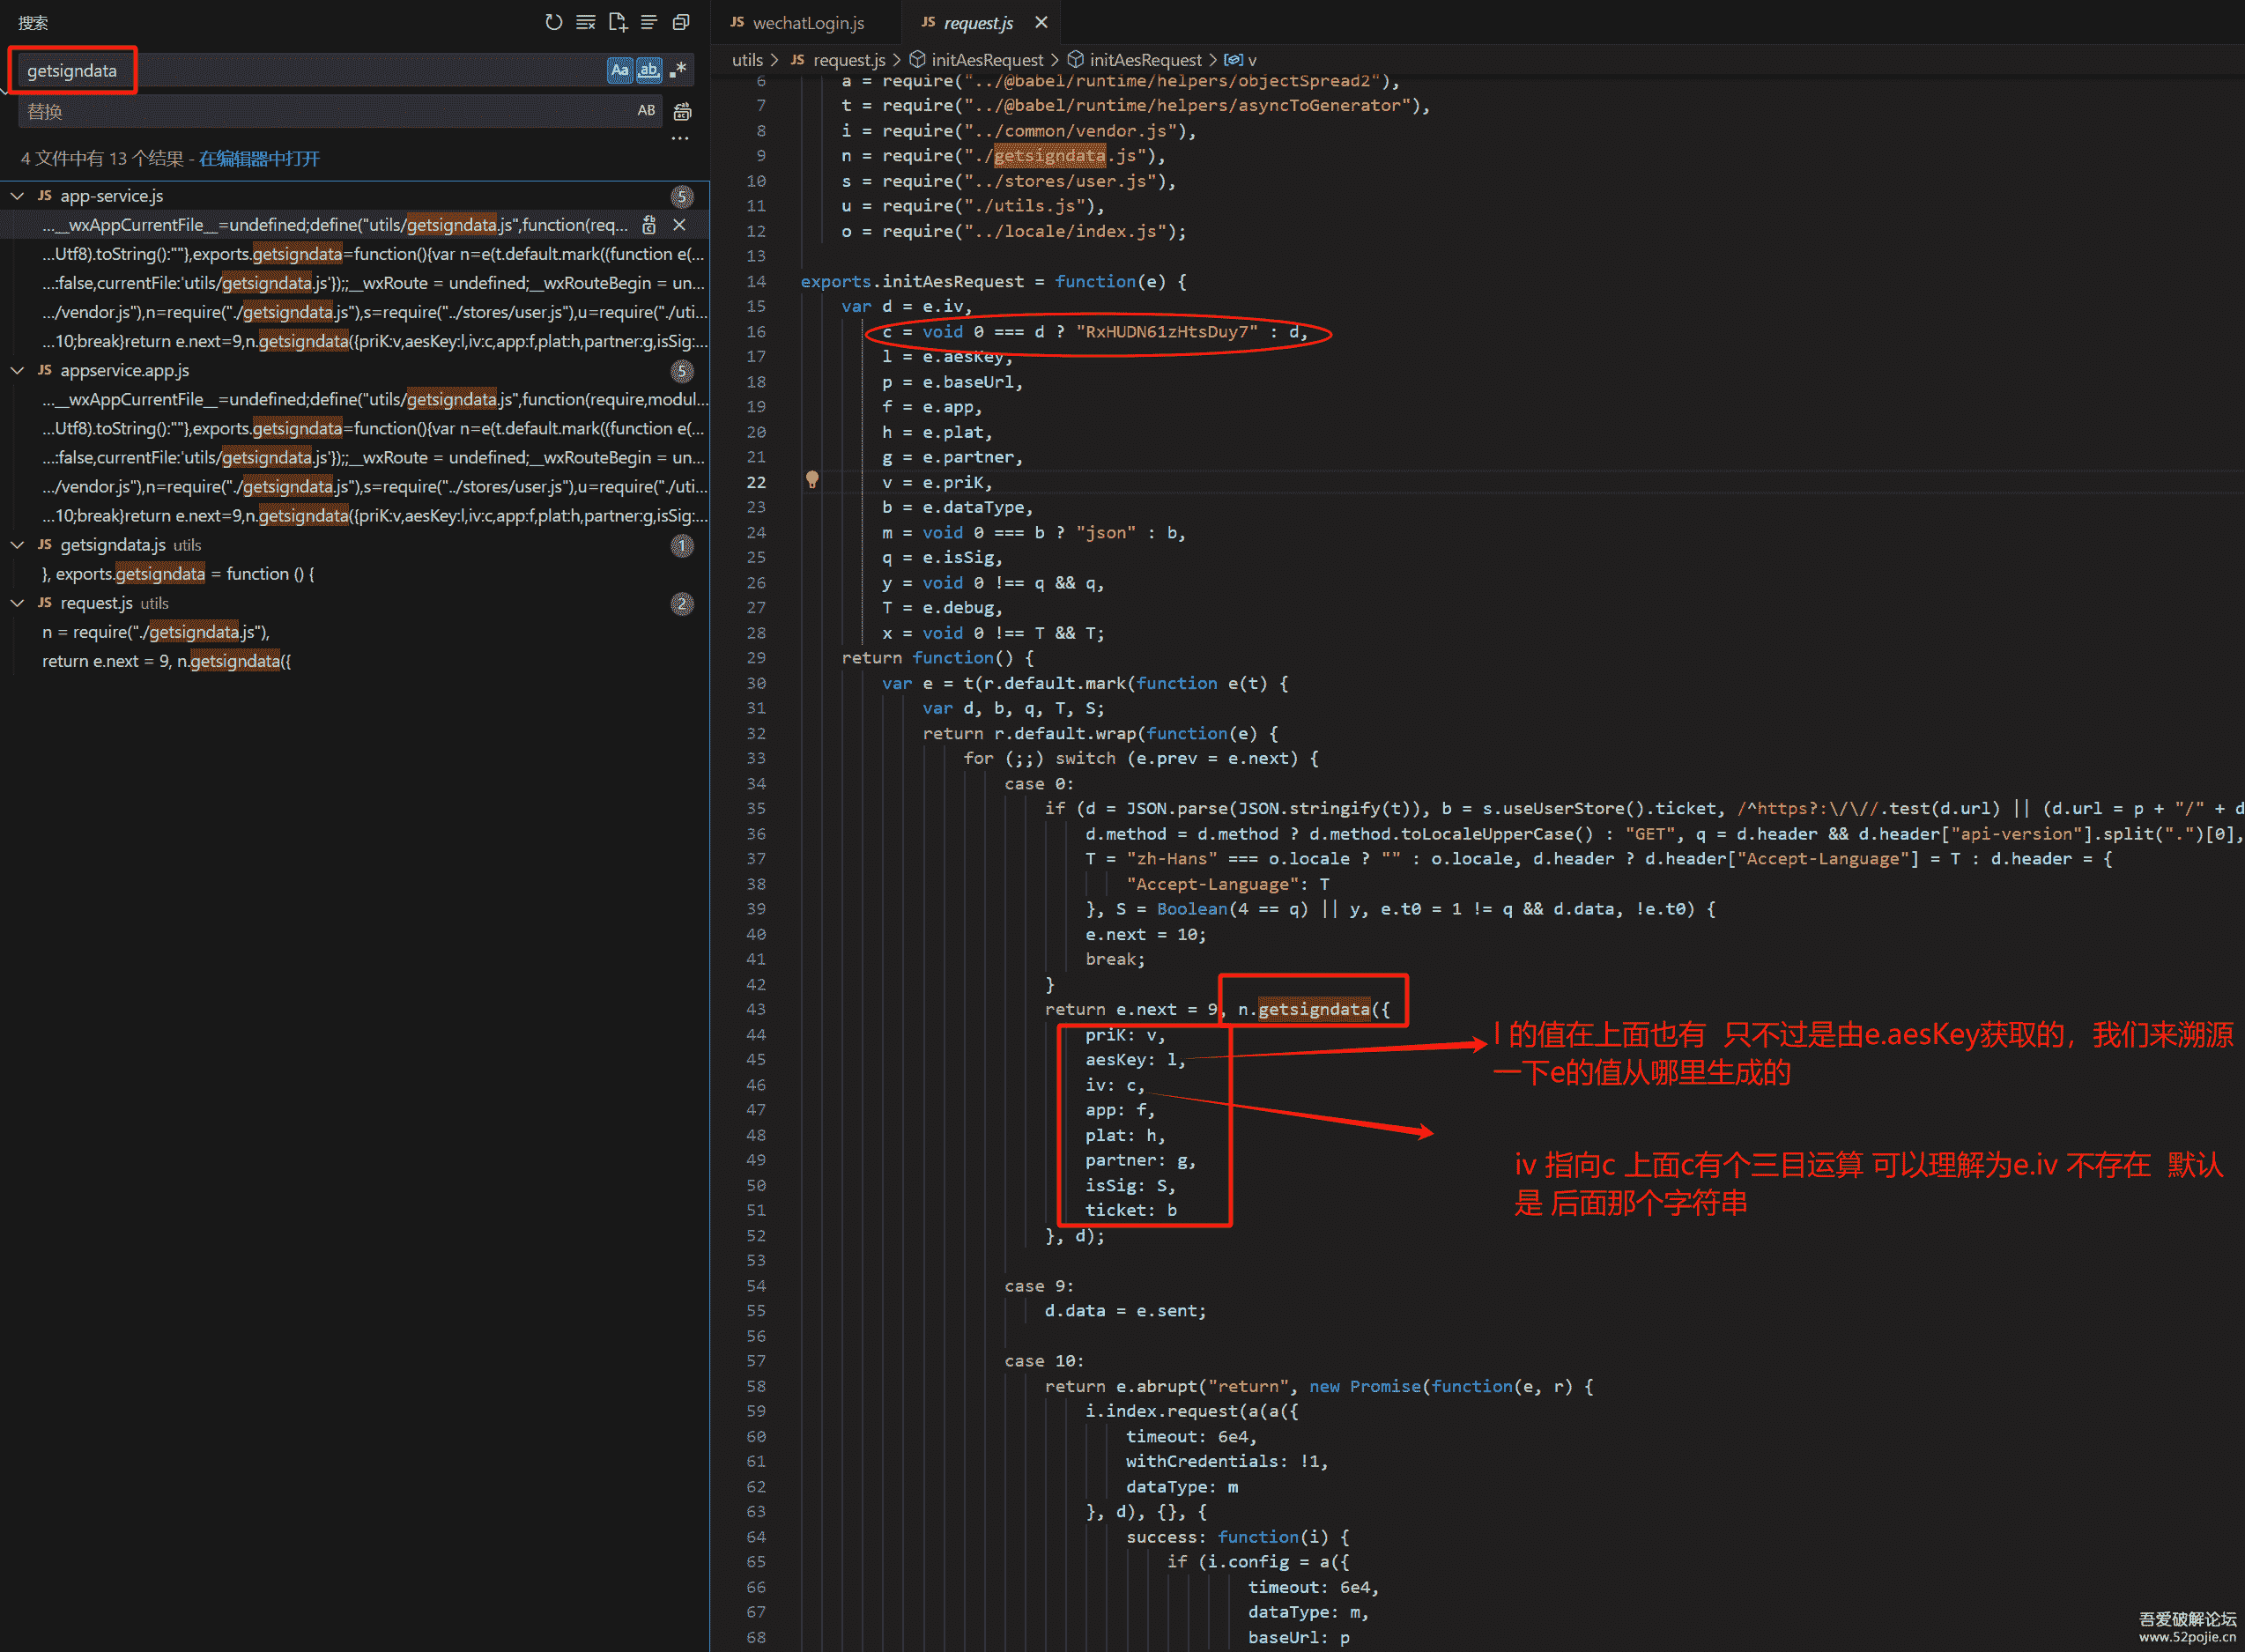 搜索
getsigndata
Aa ab .*
替换
AB
...
4 文件中有 13 个结果 - 在编辑器中打开
JS app-service.js 5
...__wxAppCurrentFile__=undefined;define("utils/getsigndata.js",function(req...
...Utf8).toString():""},exports.getsigndata=function(){var n=e(t.default.mark((function e(...
...:false,currentFile:'utils/getsigndata.js'});;__wxRoute = undefined;__wxRouteBegin = un...
.../vendor.js"),n=require("./getsigndata.js"),s=require("../stores/user.js"),u=require("./uti...
...10;break}return e.next=9,n.getsigndata({priK:v,aesKey:l,iv:c,app:f,plat:h,partner:g,isSig:...
JS appservice.app.js 5
...__wxAppCurrentFile__=undefined;define("utils/getsigndata.js",function(require,modul...
...Utf8).toString():""},exports.getsigndata=function(){var n=e(t.default.mark((function e(...
...:false,currentFile:'utils/getsigndata.js'});;__wxRoute = undefined;__wxRouteBegin = un...
.../vendor.js"),n=require("./getsigndata.js"),s=require("../stores/user.js"),u=require("./uti...
...10;break}return e.next=9,n.getsigndata({priK:v,aesKey:l,iv:c,app:f,plat:h,partner:g,isSig:...
JS getsigndata.js utils 1
}, exports.getsigndata = function () {
JS request.js utils 2
n = require("./getsigndata.js"),
return e.next = 9, n.getsigndata({
JS wechatLogin.js JS request.js
utils > JS request.js > initAesRequest > initAesRequest > v
6 a = require("../@babel/runtime/helpers/objectSpread2"),
7 t = require("../@babel/runtime/helpers/asyncToGenerator"),
8 i = require("../common/vendor.js"),
9 n = require("./getsigndata.js"),
10 s = require("../stores/user.js"),
11 u = require("./utils.js"),
12 o = require("../locale/index.js");
13
14 exports.initAesRequest = function(e) {
15 var d = e.iv,
16 c = void 0 === d ? "RxHUDN61zHtsDuy7" : d,
17 l = e.aesKey,
18 p = e.baseUrl,
19 f = e.app,
20 h = e.plat,
21 g = e.partner,
22 v = e.priK,
23 b = e.dataType,
24 m = void 0 === b ? "json" : b,
25 q = e.isSig,
26 y = void 0 !== q && q,
27 T = e.debug,
28 x = void 0 !== T && T;
29 return function() {
30 var e = t(r.default.mark(function e(t) {
31 var d, b, q, T, S;
32 return r.default.wrap(function(e) {
33 for (;;) switch (e.prev = e.next) {
34 case 0:
35 if (d = JSON.parse(JSON.stringify(t)), b = s.useUserStore().ticket, /^https?:\/\//.test(d.url) || (d.url = p + "/" + d
36 d.method = d.method ? d.method.toLocaleUpperCase() : "GET", q = d.header && d.header["api-version"].split(".")[0],
37 T = "zh-Hans" === o.locale ? "" : o.locale, d.header ? d.header["Accept-Language"] = T : d.header = {
38 "Accept-Language": T
39 }, S = Boolean(4 == q) || y, e.t0 = 1 != q && d.data, !e.t0) {
40 e.next = 10;
41 break;
42 }
43 return e.next = 9, n.getsigndata({
44 priK: v,
45 aesKey: l,
46 iv: c,
47 app: f,
48 plat: h,
49 partner: g,
50 isSig: S,
51 ticket: b
52 }, d);
53
54 case 9:
55 d.data = e.sent;
56
57 case 10:
58 return e.abrupt("return", new Promise(function(e, r) {
59 i.index.request(a(a({
60 timeout: 6e4,
61 withCredentials: !1,
62 dataType: m
63 }, d), {}, {
64 success: function(i) {
65 if (i.config = a({
66 timeout: 6e4,
67 dataType: m,
68 baseUrl: p
l 的值在上面也有 只不过是由e.aesKey获取的，我们来溯源
一下e的值从哪里生成的
iv 指向c 上面c有个三目运算 可以理解为e.iv 不存在 默认
是 后面那个字符串
吾爱破解论坛
www.52pojie.cn